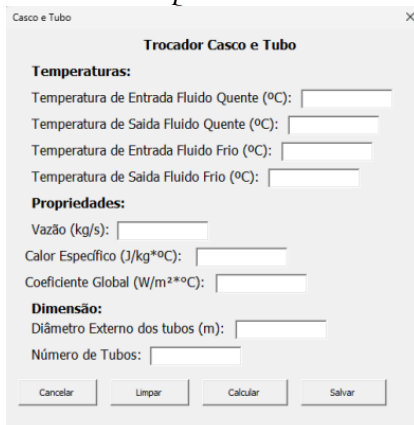 Casco e Tubo ×
Trocador Casco e Tubo
Temperaturas:
Temperatura de Entrada Fluido Quente (ºC):
Temperatura de Saida Fluido Quente (ºC):
Temperatura de Entrada Fluido Frio (ºC):
Temperatura de Saida Fluido Frio (ºC):
Propriedades:
Vazão (kg/s):
Calor Específico (J/kg*ºC):
Coeficiente Global (W/m²*ºC):
Dimensão:
Diâmetro Externo dos tubos (m):
Número de Tubos:
Cancelar Limpar Calcular Salvar